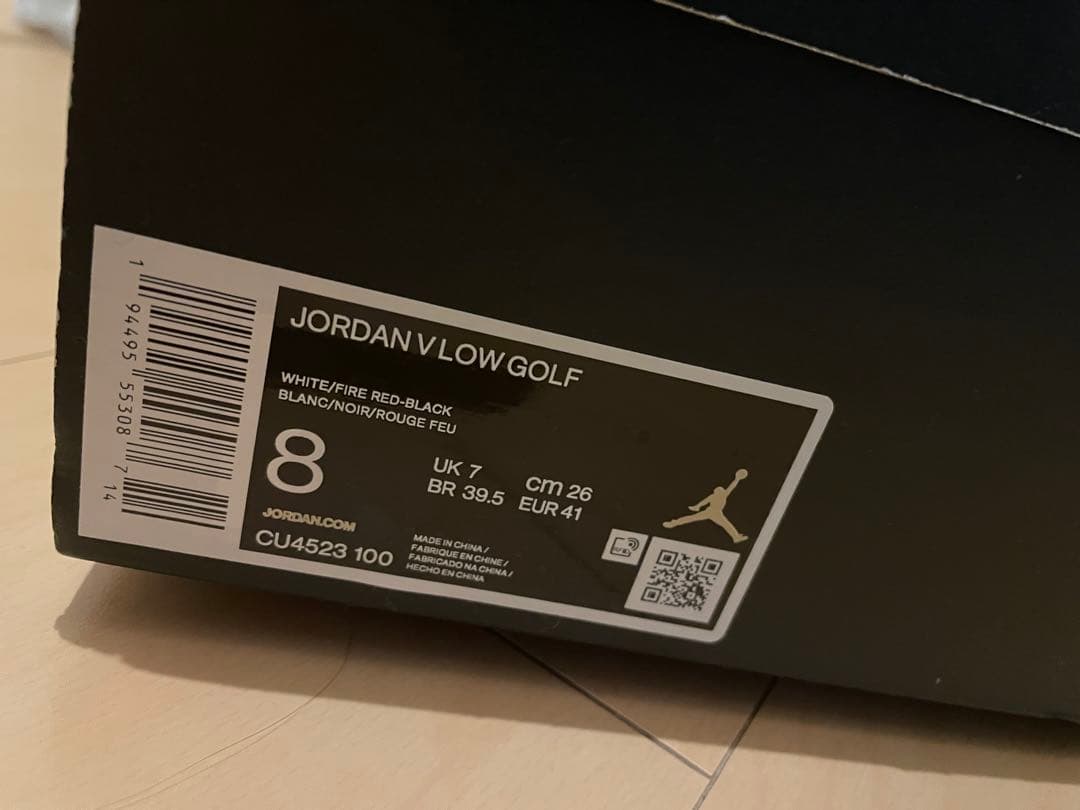 JORDAN V LOW GOLF
WHITE/FIRE RED-BLACK
BLANC/NOIR/ROUGE FEU
8
UK 7
cm 26
BR 39.5
EUR 41
JORDAN.COM
CU4523 100
MADE IN CHINA /
FABRIQUE EN CHINE /
FABRICADO NA CHINA /
HECHO EN CHINA
1 94495 55308 7 14